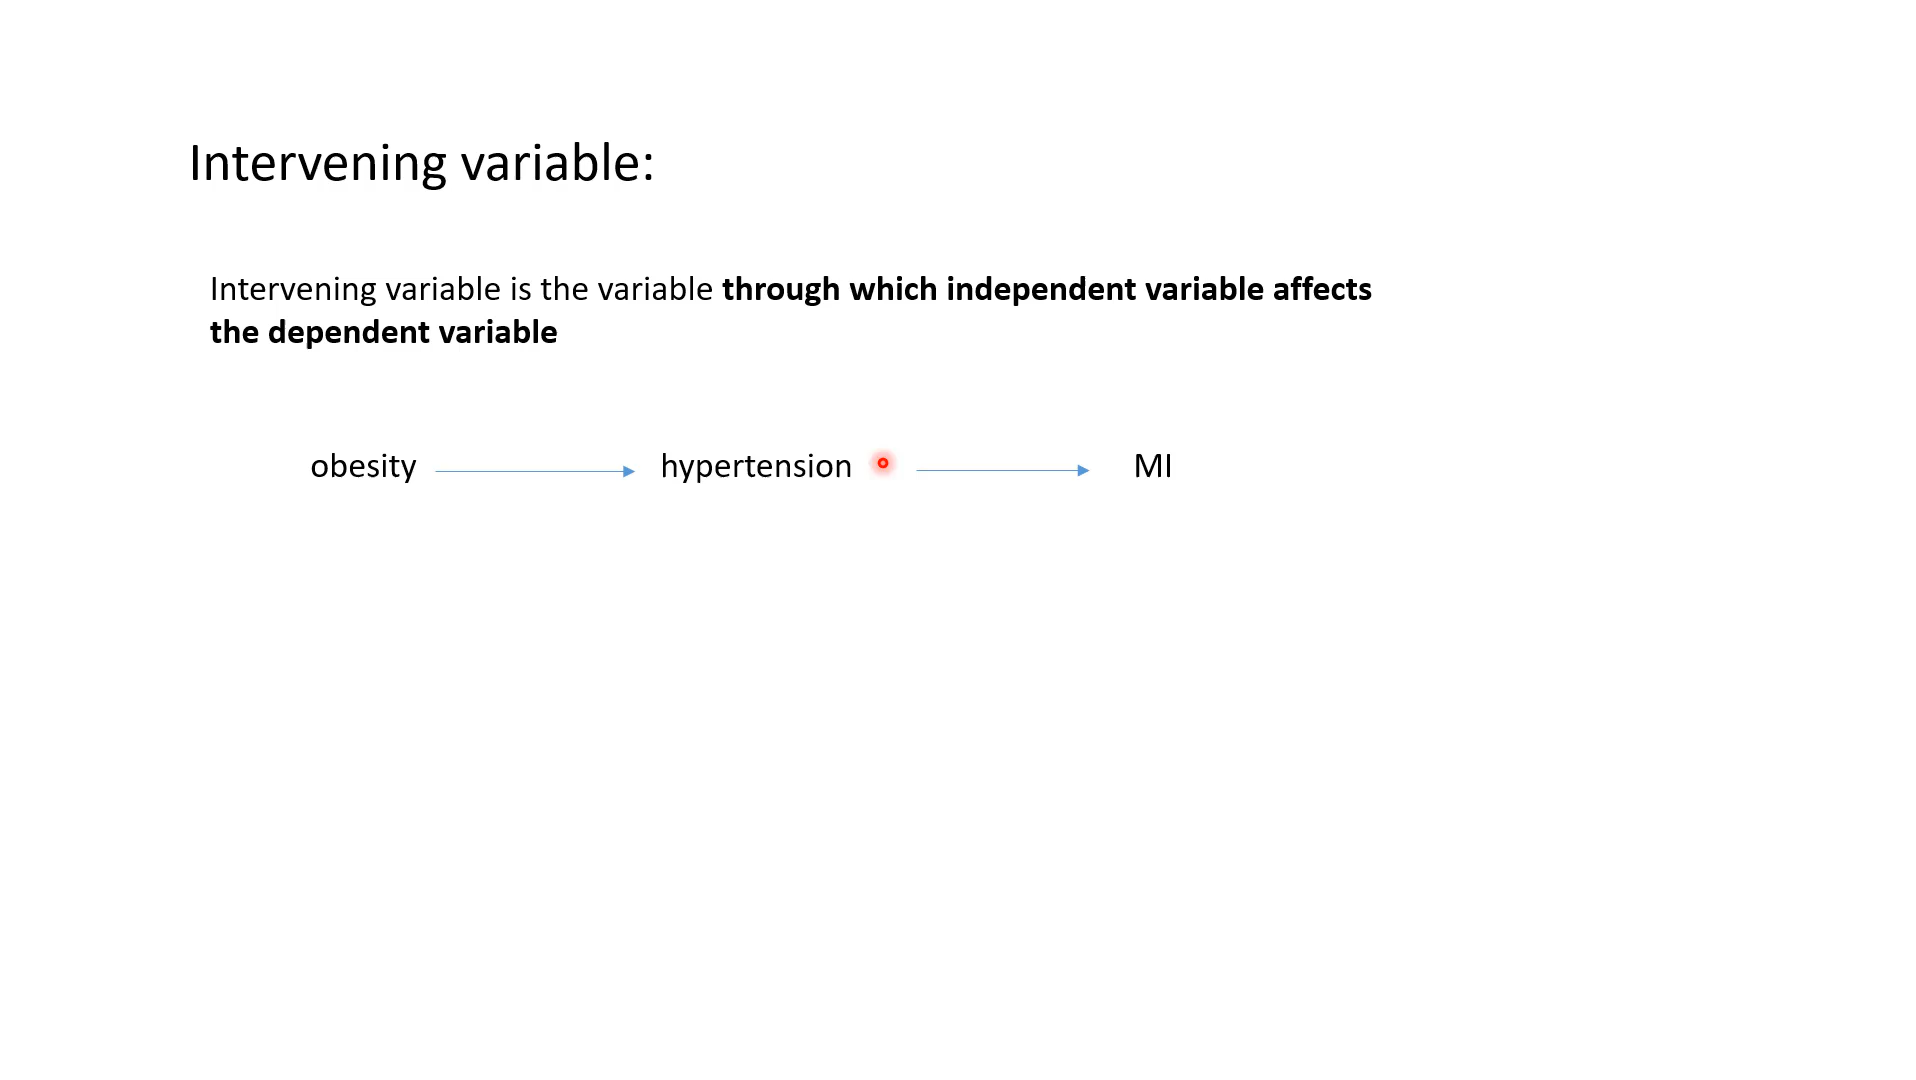 Intervening variable:
Intervening variable is the variable through which independent variable affects
the dependent variable
obesity hypertension MI